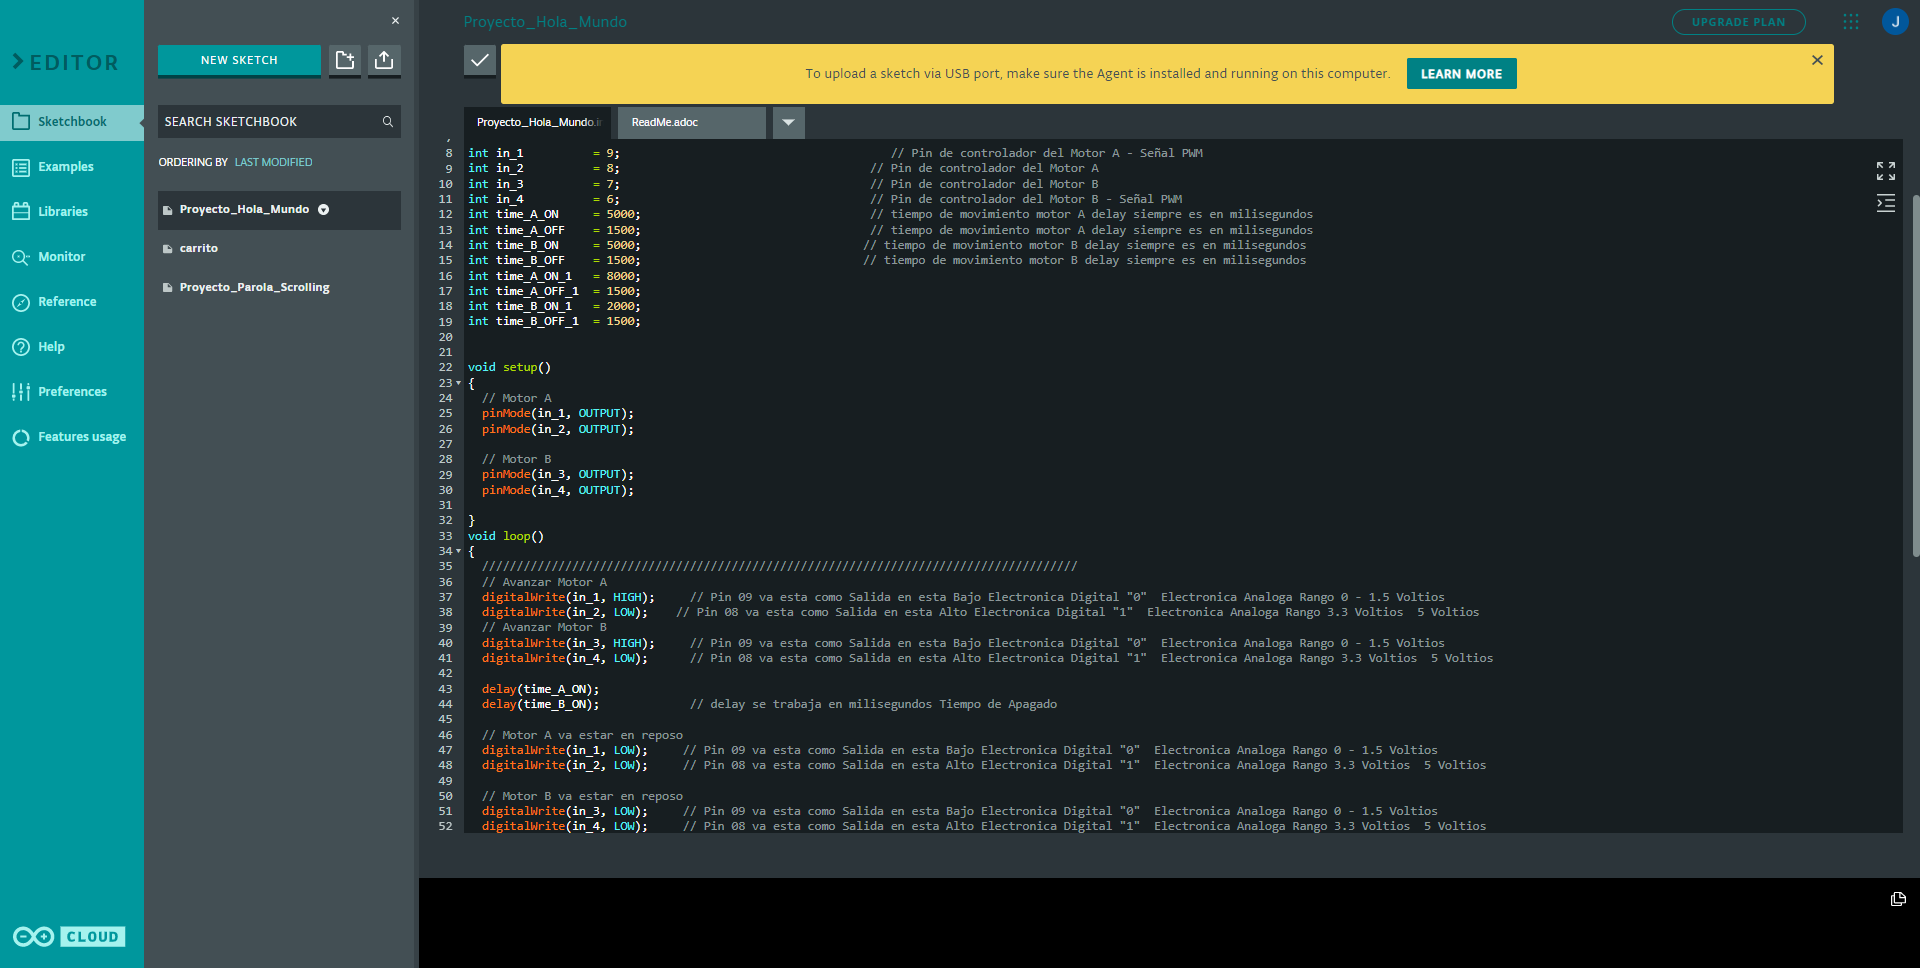 EDITOR
Sketchbook
Examples
Libraries
Monitor
Reference
Help
Preferences
Features usage
CLOUD
×
NEW SKETCH
SEARCH SKETCHBOOK
ORDERING BY LAST MODIFIED
Proyecto_Hola_Mundo
carrito
Proyecto_Parola_Scrolling
Proyecto_Hola_Mundo
UPGRADE PLAN
J
To upload a sketch via USB port, make sure the Agent is installed and running on this computer. LEARN MORE
Proyecto_Hola_Mundo.i
ReadMe.adoc
8 int in_1 = 9; // Pin de controlador del Motor A - Señal PWM
9 int in_2 = 8; // Pin de controlador del Motor A
10 int in_3 = 7; // Pin de controlador del Motor B
11 int in_4 = 6; // Pin de controlador del Motor B - Señal PWM
12 int time_A_ON = 5000; // tiempo de movimiento motor A delay siempre es en milisegundos
13 int time_A_OFF = 1500; // tiempo de movimiento motor A delay siempre es en milisegundos
14 int time_B_ON = 5000; // tiempo de movimiento motor B delay siempre es en milisegundos
15 int time_B_OFF = 1500; // tiempo de movimiento motor B delay siempre es en milisegundos
16 int time_A_ON_1 = 8000;
17 int time_A_OFF_1 = 1500;
18 int time_B_ON_1 = 2000;
19 int time_B_OFF_1 = 1500;
20
21
22 void setup()
23 {
24 // Motor A
25 pinMode(in_1, OUTPUT);
26 pinMode(in_2, OUTPUT);
27
28 // Motor B
29 pinMode(in_3, OUTPUT);
30 pinMode(in_4, OUTPUT);
31
32 }
33 void loop()
34 {
35 //////////////////////////////////////////////////////////////////////////////////////
36 // Avanzar Motor A
37 digitalWrite(in_1, HIGH); // Pin 09 va esta como Salida en esta Bajo Electronica Digital "0" Electronica Analoga Rango 0 - 1.5 Voltios
38 digitalWrite(in_2, LOW); // Pin 08 va esta como Salida en esta Alto Electronica Digital "1" Electronica Analoga Rango 3.3 Voltios 5 Voltios
39 // Avanzar Motor B
40 digitalWrite(in_3, HIGH); // Pin 09 va esta como Salida en esta Bajo Electronica Digital "0" Electronica Analoga Rango 0 - 1.5 Voltios
41 digitalWrite(in_4, LOW); // Pin 08 va esta como Salida en esta Alto Electronica Digital "1" Electronica Analoga Rango 3.3 Voltios 5 Voltios
42
43 delay(time_A_ON);
44 delay(time_B_ON); // delay se trabaja en milisegundos Tiempo de Apagado
45
46 // Motor A va estar en reposo
47 digitalWrite(in_1, LOW); // Pin 09 va esta como Salida en esta Bajo Electronica Digital "0" Electronica Analoga Rango 0 - 1.5 Voltios
48 digitalWrite(in_2, LOW); // Pin 08 va esta como Salida en esta Alto Electronica Digital "1" Electronica Analoga Rango 3.3 Voltios 5 Voltios
49
50 // Motor B va estar en reposo
51 digitalWrite(in_3, LOW); // Pin 09 va esta como Salida en esta Bajo Electronica Digital "0" Electronica Analoga Rango 0 - 1.5 Voltios
52 digitalWrite(in_4, LOW); // Pin 08 va esta como Salida en esta Alto Electronica Digital "1" Electronica Analoga Rango 3.3 Voltios 5 Voltios